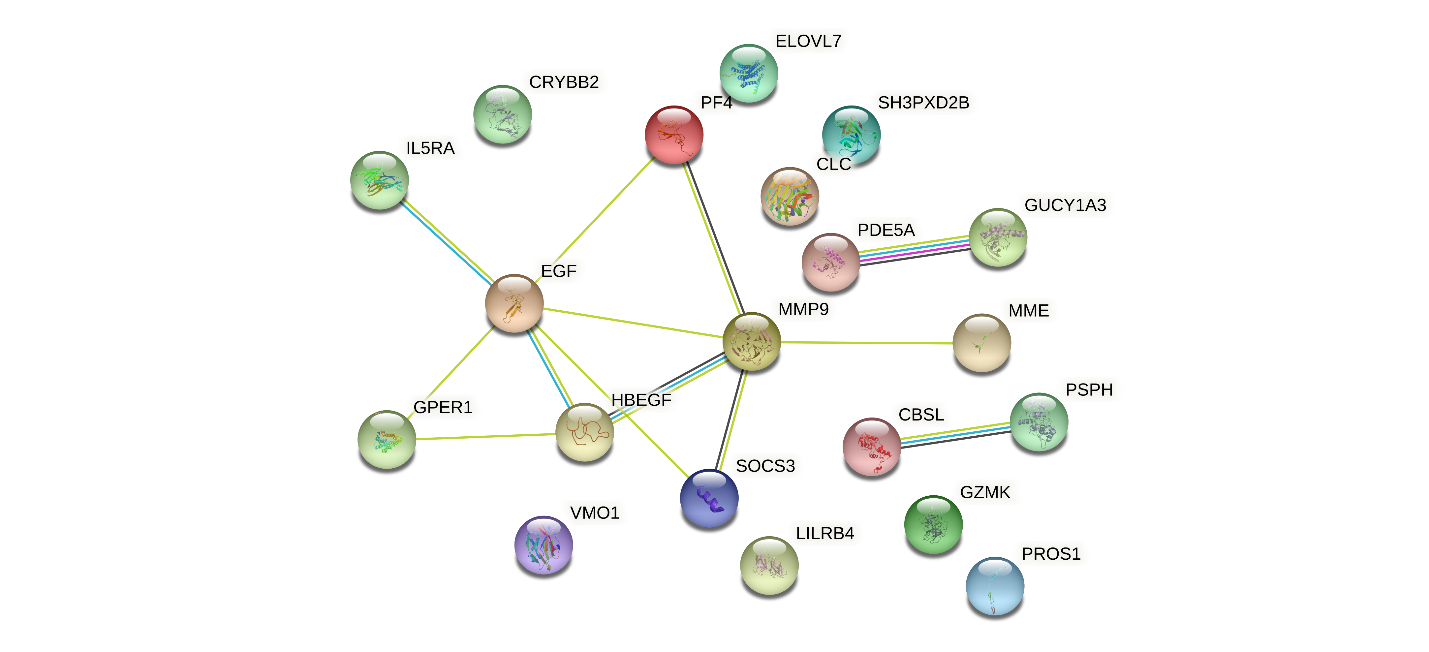 ELOVL7
CRYBB2
PF4
SH3PXD2B
IL5RA
CLC
GUCY1A3
PDE5A
EGF
MMP9
MME
PSPH
HBEGF
GPER1
CBSL
SOCS3
GZMK
VMO1
LILRB4
PROS1